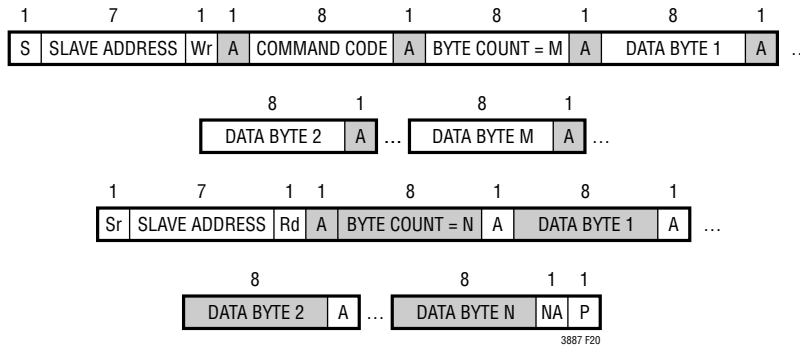 1 7 1 1 8 1 8 1 8 1
S SLAVE ADDRESS Wr A COMMAND CODE A BYTE COUNT = M A DATA BYTE 1 A …
8 1 8 1
DATA BYTE 2 A … DATA BYTE M A …
1 7 1 1 8 1 8 1
Sr SLAVE ADDRESS Rd A BYTE COUNT = N A DATA BYTE 1 A …
8 8 1 1
DATA BYTE 2 A … DATA BYTE N NA P
3887 F20